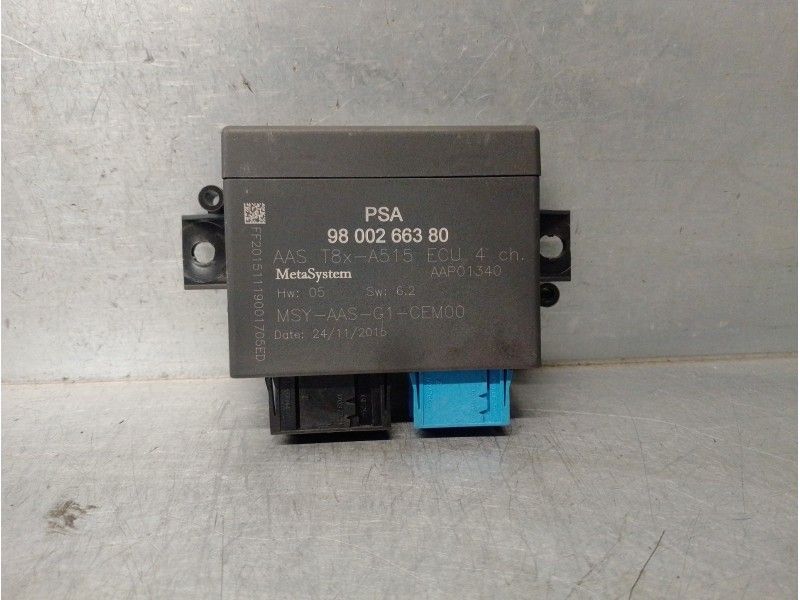 PSA
98 002 663 80
AAS T8x-A515 ECU 4 ch.
MetaSystem AAP01340
Hw: 05 Sw: 6.2
MSY-AAS-G1-CEM00
Date: 24/11/2015
FF20151119001705ED